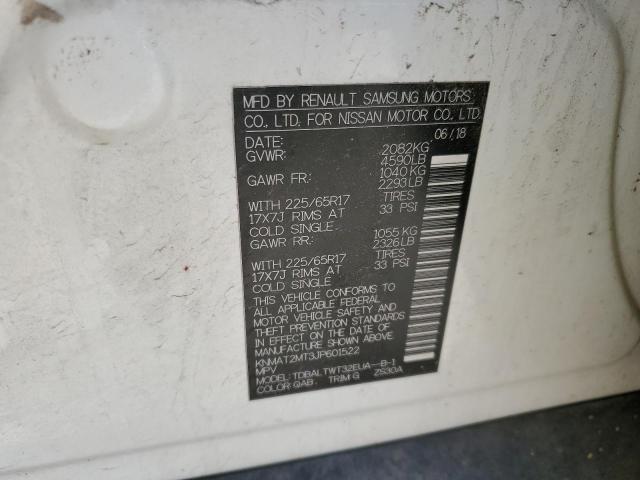 MFD BY RENAULT SAMSUNG MOTORS
CO., LTD. FOR NISSAN MOTOR CO., LTD.
DATE: 06/18
GVWR: 2082KG
4590LB
GAWR FR: 1040KG
2293LB
WITH 225/65R17 TIRES
17X7J RIMS AT 33 PSI
COLD SINGLE
GAWR RR: 1055KG
2326LB
WITH 225/65R17 TIRES
17X7J RIMS AT 33 PSI
COLD SINGLE
THIS VEHICLE CONFORMS TO
ALL APPLICABLE FEDERAL
MOTOR VEHICLE SAFETY AND
THEFT PREVENTION STANDARDS
IN EFFECT ON THE DATE OF
MANUFACTURE SHOWN ABOVE.
KNMAT2MT3JP601522
MPV
MODEL: TDBALTWT32EUA--B-1
COLOR: QAB TRIM G ZS30A